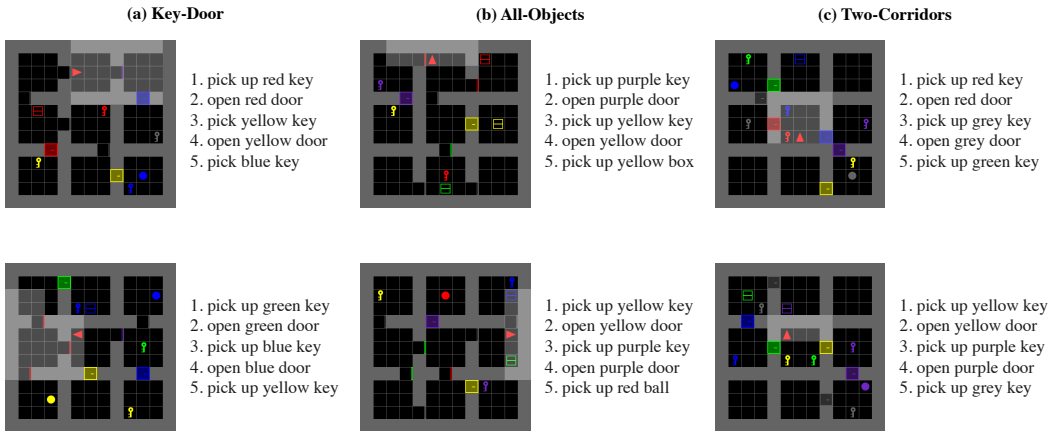 (a) Key-Door
(b) All-Objects
(c) Two-Corridors
1. pick up red key
2. open red door
3. pick yellow key
4. open yellow door
5. pick blue key
1. pick up purple key
2. open purple door
3. pick up yellow key
4. open yellow door
5. pick up yellow box
1. pick up red key
2. open red door
3. pick up grey key
4. open grey door
5. pick up green key
1. pick up green key
2. open green door
3. pick up blue key
4. open blue door
5. pick up yellow key
1. pick up yellow key
2. open yellow door
3. pick up purple key
4. open purple door
5. pick up red ball
1. pick up yellow key
2. open yellow door
3. pick up purple key
4. open purple door
5. pick up grey key